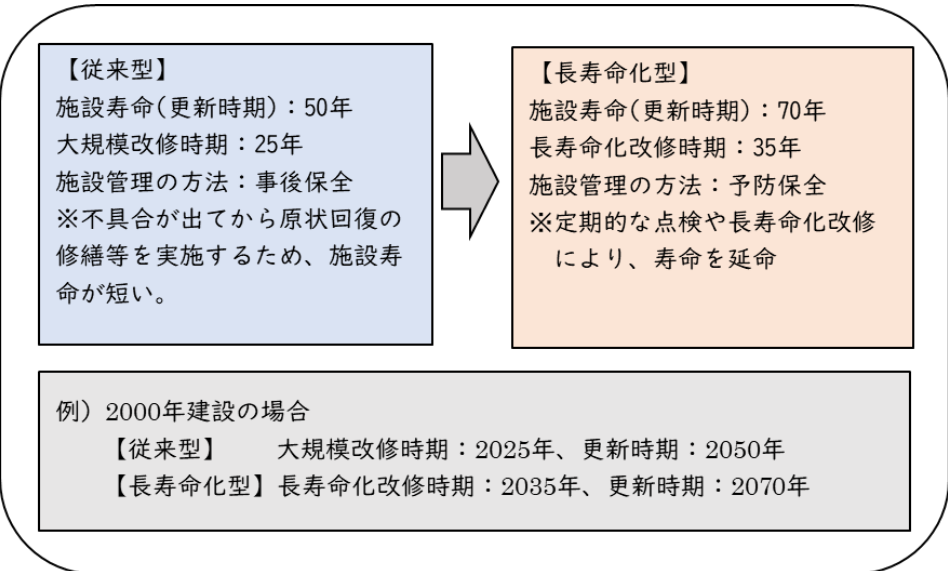 【従来型】
施設寿命(更新時期)：50年
大規模改修時期：25年
施設管理の方法：事後保全
※不具合が出てから原状回復の
修繕等を実施するため、施設寿
命が短い。
【長寿命化型】
施設寿命(更新時期)：70年
長寿命化改修時期：35年
施設管理の方法：予防保全
※定期的な点検や長寿命化改修
により、寿命を延命
例）2000年建設の場合
【従来型】　　大規模改修時期：2025年、更新時期：2050年
【長寿命化型】長寿命化改修時期：2035年、更新時期：2070年